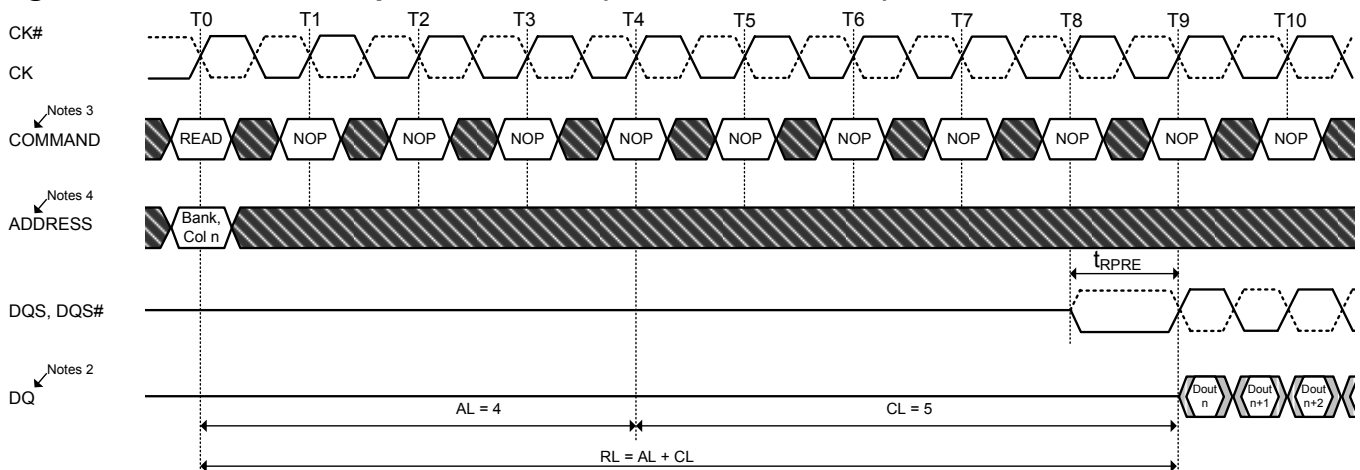 T0 T1 T2 T3 T4 T5 T6 T7 T8 T9 T10
CK#
CK
Notes 3
COMMAND
READ NOP NOP NOP NOP NOP NOP NOP NOP NOP NOP
Notes 4
ADDRESS
Bank,
Col n
tRPRE
DQS, DQS#
Notes 2
DQ
Dout
n
Dout
n+1
Dout
n+2
AL = 4
CL = 5
RL = AL + CL